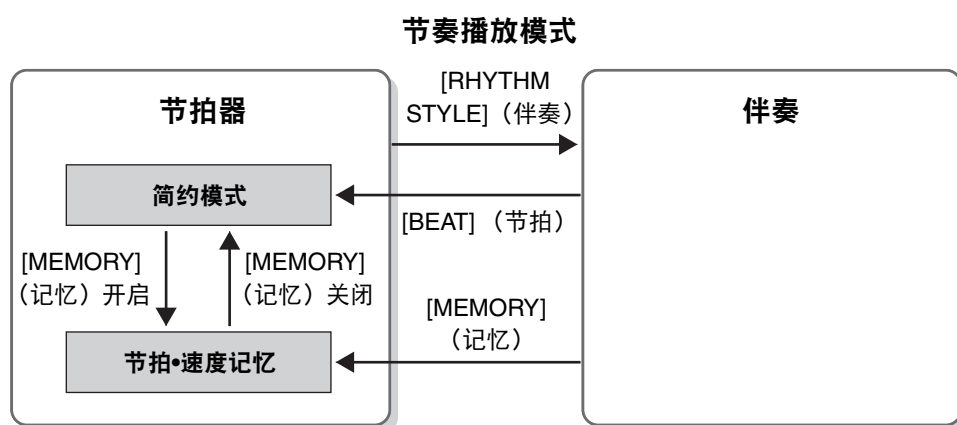 节奏播放模式
节拍器
[RHYTHM
STYLE]（伴奏）
伴奏
简约模式
[BEAT] （节拍）
[MEMORY]
（记忆）开启
[MEMORY]
（记忆）关闭
[MEMORY]
（记忆）
节拍•速度记忆